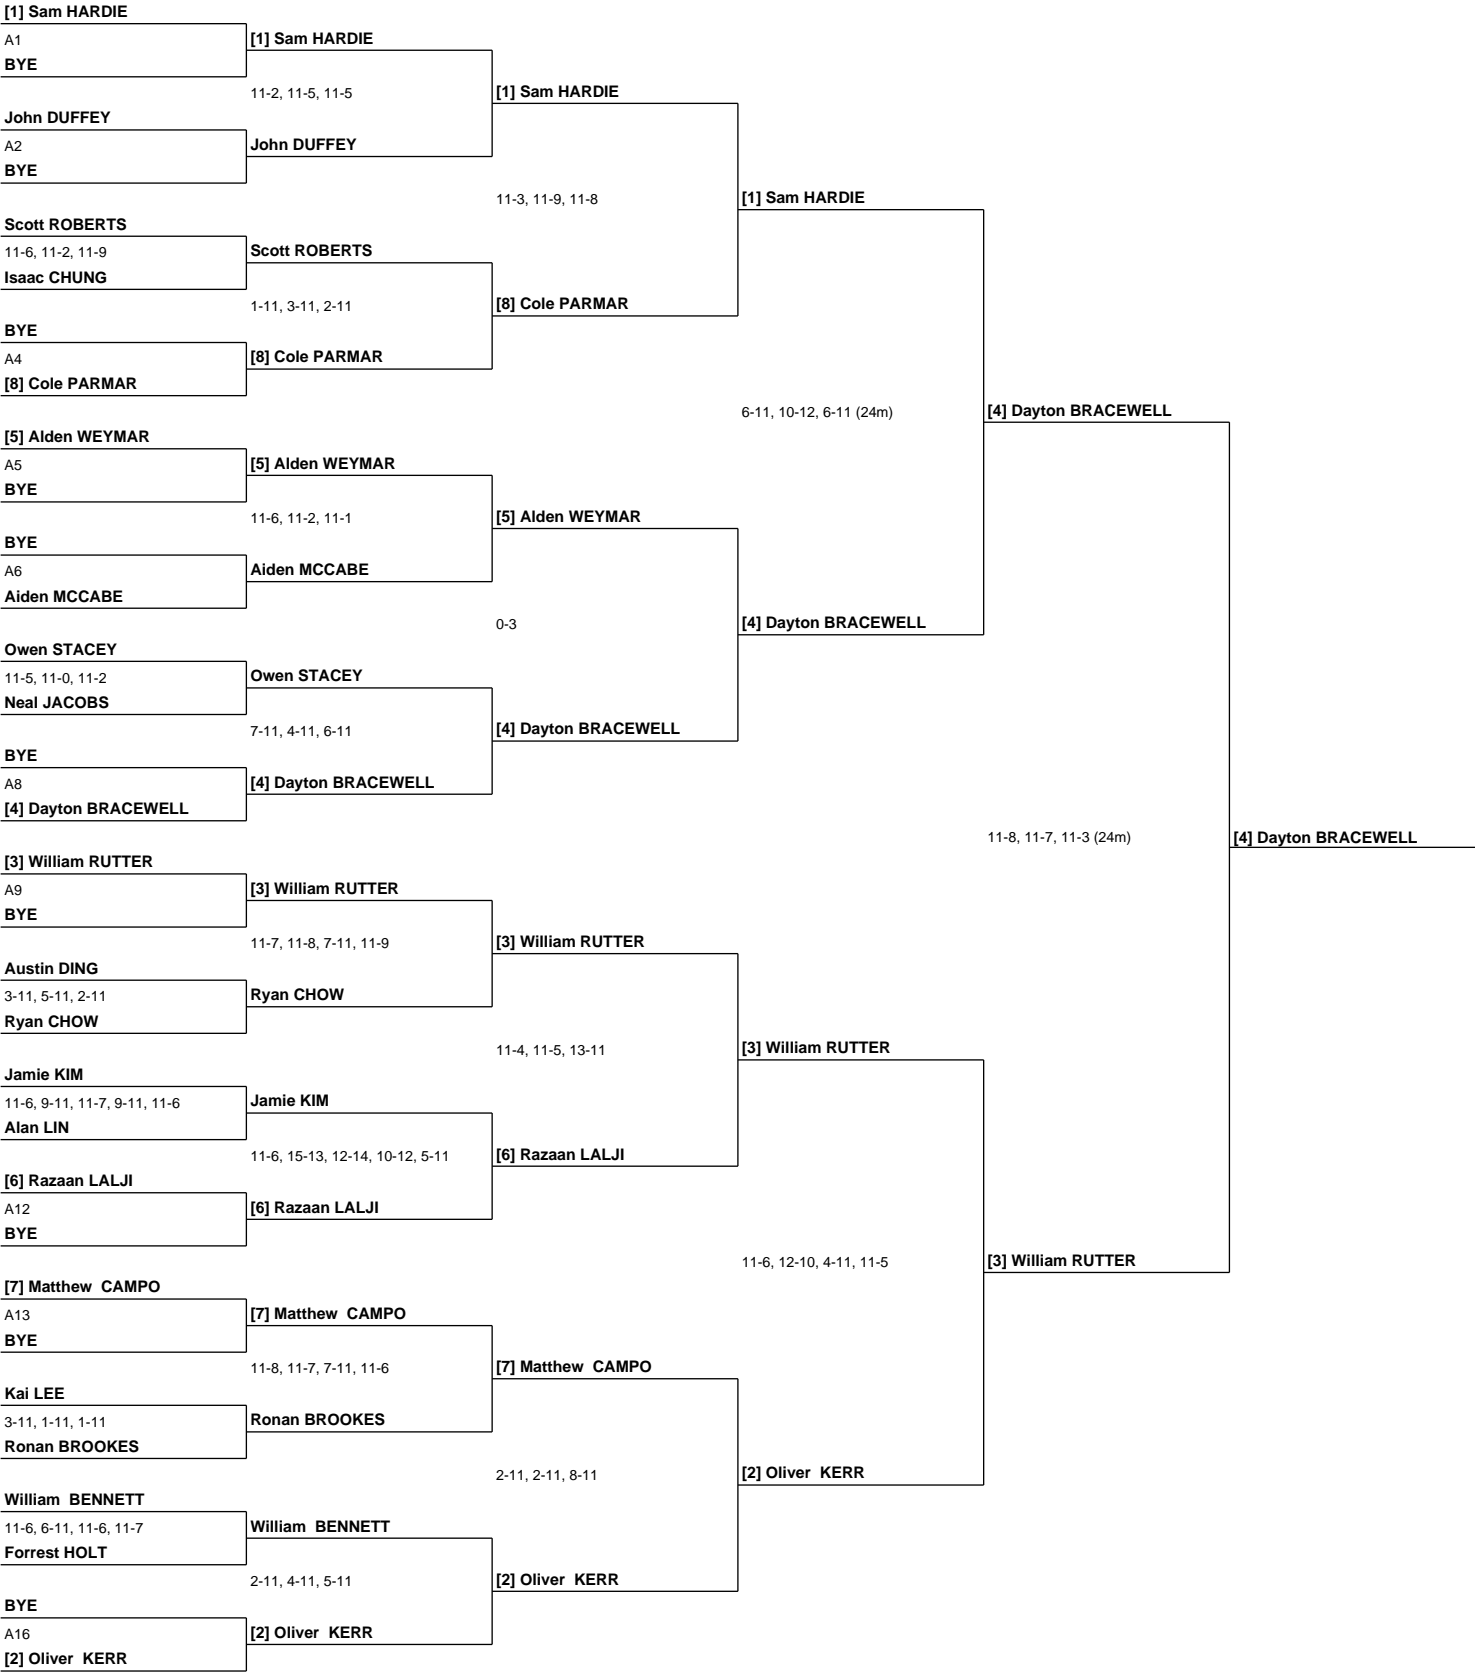 [1] Sam HARDIE
A1
BYE
John DUFFEY
A2
BYE
Scott ROBERTS
11-6, 11-2, 11-9
Isaac CHUNG
BYE
A4
[8] Cole PARMAR
[5] Alden WEYMAR
A5
BYE
BYE
A6
Aiden MCCABE
Owen STACEY
11-5, 11-0, 11-2
Neal JACOBS
BYE
A8
[4] Dayton BRACEWELL
[3] William RUTTER
A9
BYE
Austin DING
3-11, 5-11, 2-11
Ryan CHOW
Jamie KIM
11-6, 9-11, 11-7, 9-11, 11-6
Alan LIN
[6] Razaan LALJI
A12
BYE
[7] Matthew  CAMPO
A13
BYE
Kai LEE
3-11, 1-11, 1-11
Ronan BROOKES
William  BENNETT
11-6, 6-11, 11-6, 11-7
Forrest HOLT
BYE
A16
[2] Oliver  KERR
[1] Sam HARDIE
11-2, 11-5, 11-5
John DUFFEY
Scott ROBERTS
1-11, 3-11, 2-11
[8] Cole PARMAR
[5] Alden WEYMAR
11-6, 11-2, 11-1
Aiden MCCABE
Owen STACEY
7-11, 4-11, 6-11
[4] Dayton BRACEWELL
[3] William RUTTER
11-7, 11-8, 7-11, 11-9
Ryan CHOW
Jamie KIM
11-6, 15-13, 12-14, 10-12, 5-11
[6] Razaan LALJI
[7] Matthew  CAMPO
11-8, 11-7, 7-11, 11-6
Ronan BROOKES
William  BENNETT
2-11, 4-11, 5-11
[2] Oliver  KERR
[1] Sam HARDIE
11-3, 11-9, 11-8
[8] Cole PARMAR
[5] Alden WEYMAR
0-3
[4] Dayton BRACEWELL
[3] William RUTTER
11-4, 11-5, 13-11
[6] Razaan LALJI
[7] Matthew  CAMPO
2-11, 2-11, 8-11
[2] Oliver  KERR
[1] Sam HARDIE
6-11, 10-12, 6-11 (24m)
[4] Dayton BRACEWELL
[3] William RUTTER
11-6, 12-10, 4-11, 11-5
[2] Oliver  KERR
[4] Dayton BRACEWELL
11-8, 11-7, 11-3 (24m)
[3] William RUTTER
[4] Dayton BRACEWELL